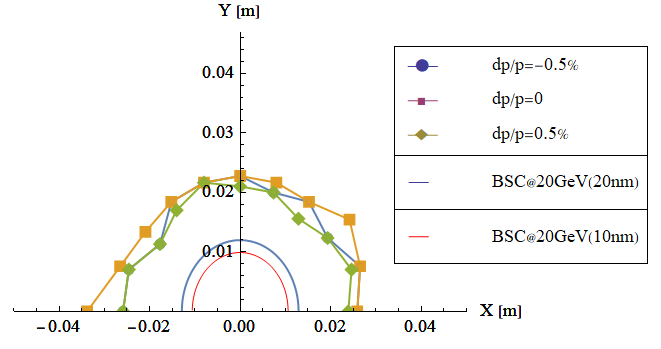 Y [m]
0.04
0.03
0.02
0.01
-0.04
-0.02
0.00
0.02
0.04
X [m]
dp/p=-0.5%
dp/p=0
dp/p=0.5%
BSC@20GeV(20nm)
BSC@20GeV(10nm)